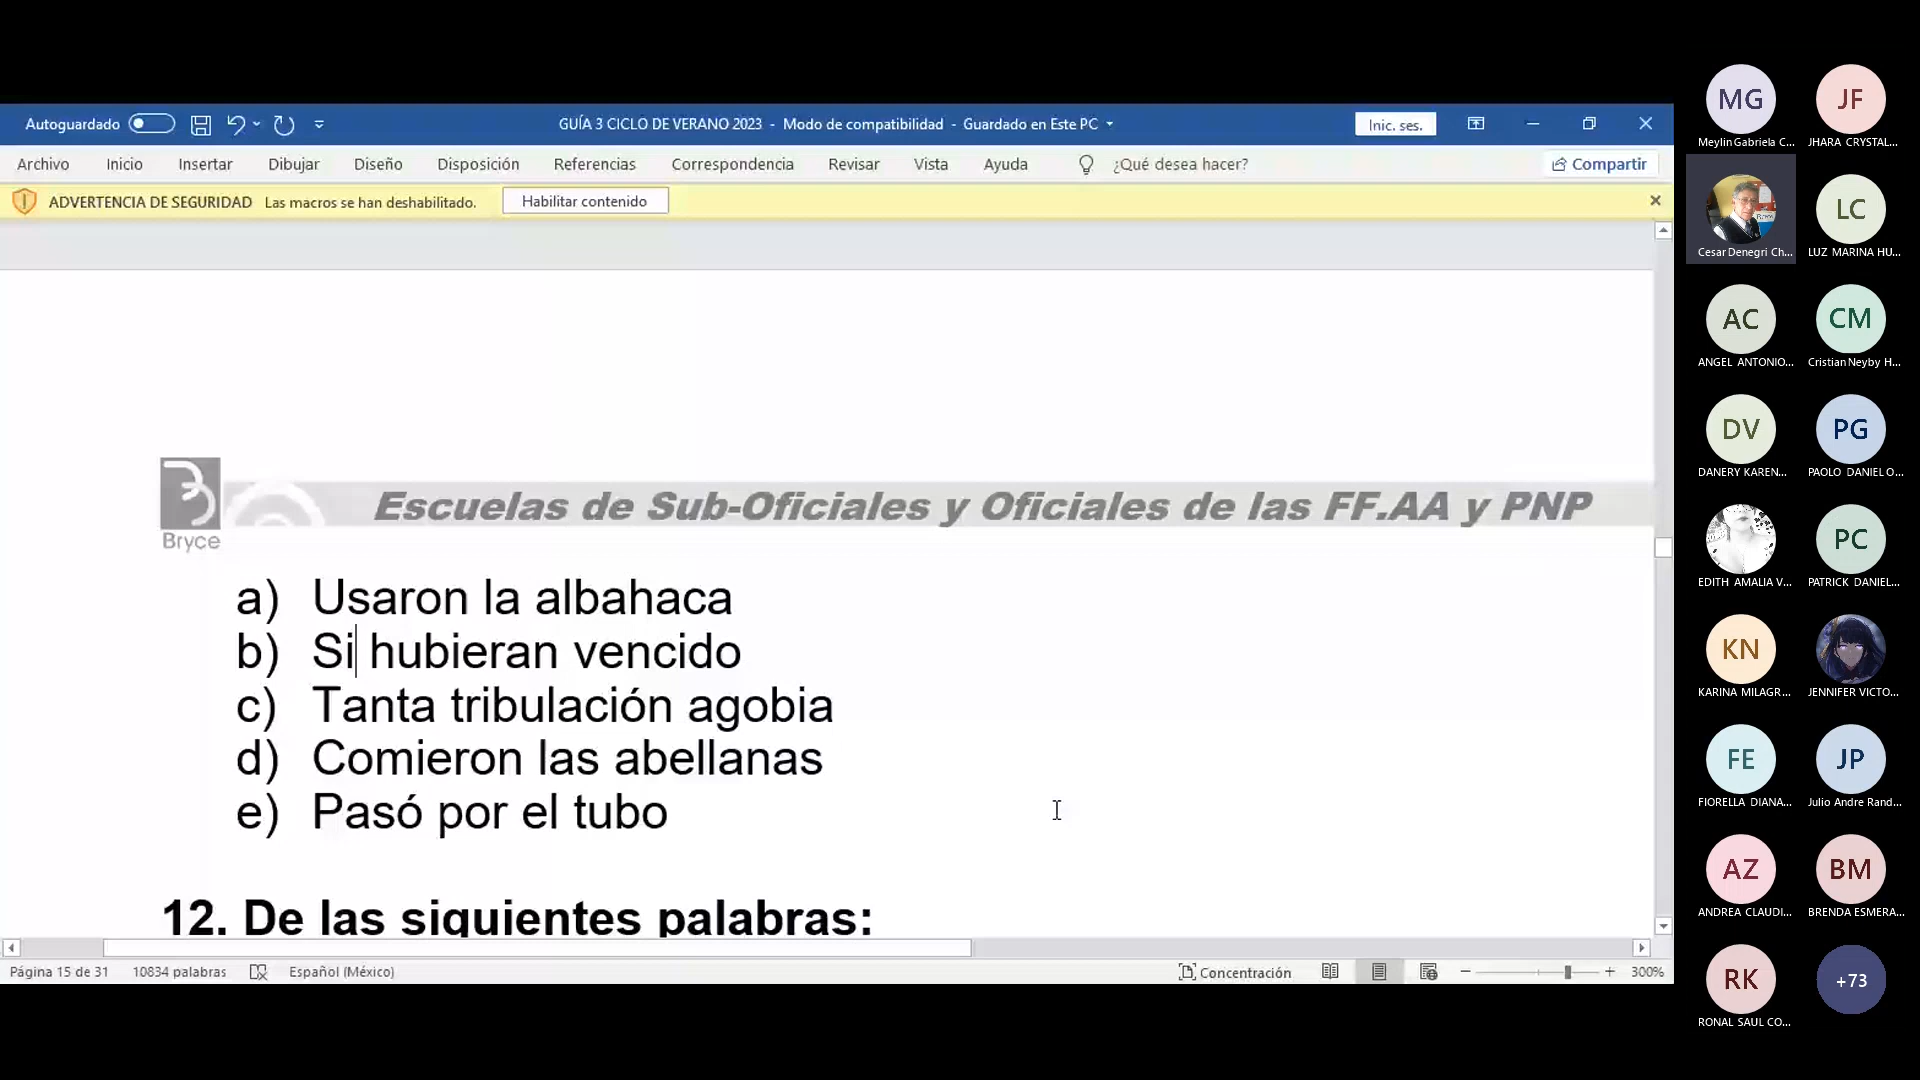 Autoguardado
GUÍA 3 CICLO DE VERANO 2023 - Modo de compatibilidad - Guardado en Este PC
Inic. ses.
Archivo Inicio Insertar Dibujar Diseño Disposición Referencias Correspondencia Revisar Vista Ayuda ¿Qué desea hacer? Compartir
ADVERTENCIA DE SEGURIDAD Las macros se han deshabilitado. Habilitar contenido
Bryce
Escuelas de Sub-Oficiales y Oficiales de las FF.AA y PNP
a) Usaron la albahaca
b) Si hubieran vencido
c) Tanta tribulación agobia
d) Comieron las abellanas
e) Pasó por el tubo
12. De las siguientes palabras:
Página 15 de 31 10834 palabras Español (México) Concentración 300%
MG JF
Meylin Gabriela C... JHARA CRYSTAL...
LC
Cesar Denegri Ch... LUZ MARINA HU...
AC CM
ANGEL ANTONIO... Cristian Neyby H...
DV PG
DANERY KAREN... PAOLO DANIEL O...
PC
EDITH AMALIA V... PATRICK DANIEL...
KN
KARINA MILAGR... JENNIFER VICTO...
FE JP
FIORELLA DIANA... Julio Andre Rand...
AZ BM
ANDREA CLAUDI... BRENDA ESMERA...
RK +73
RONAL SAUL CO...